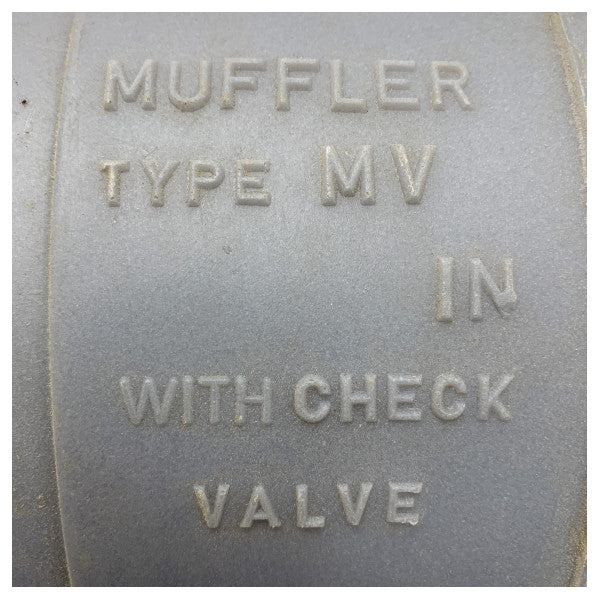 MUFFLER
TYPE MV
IN
WITH CHECK
VALVE